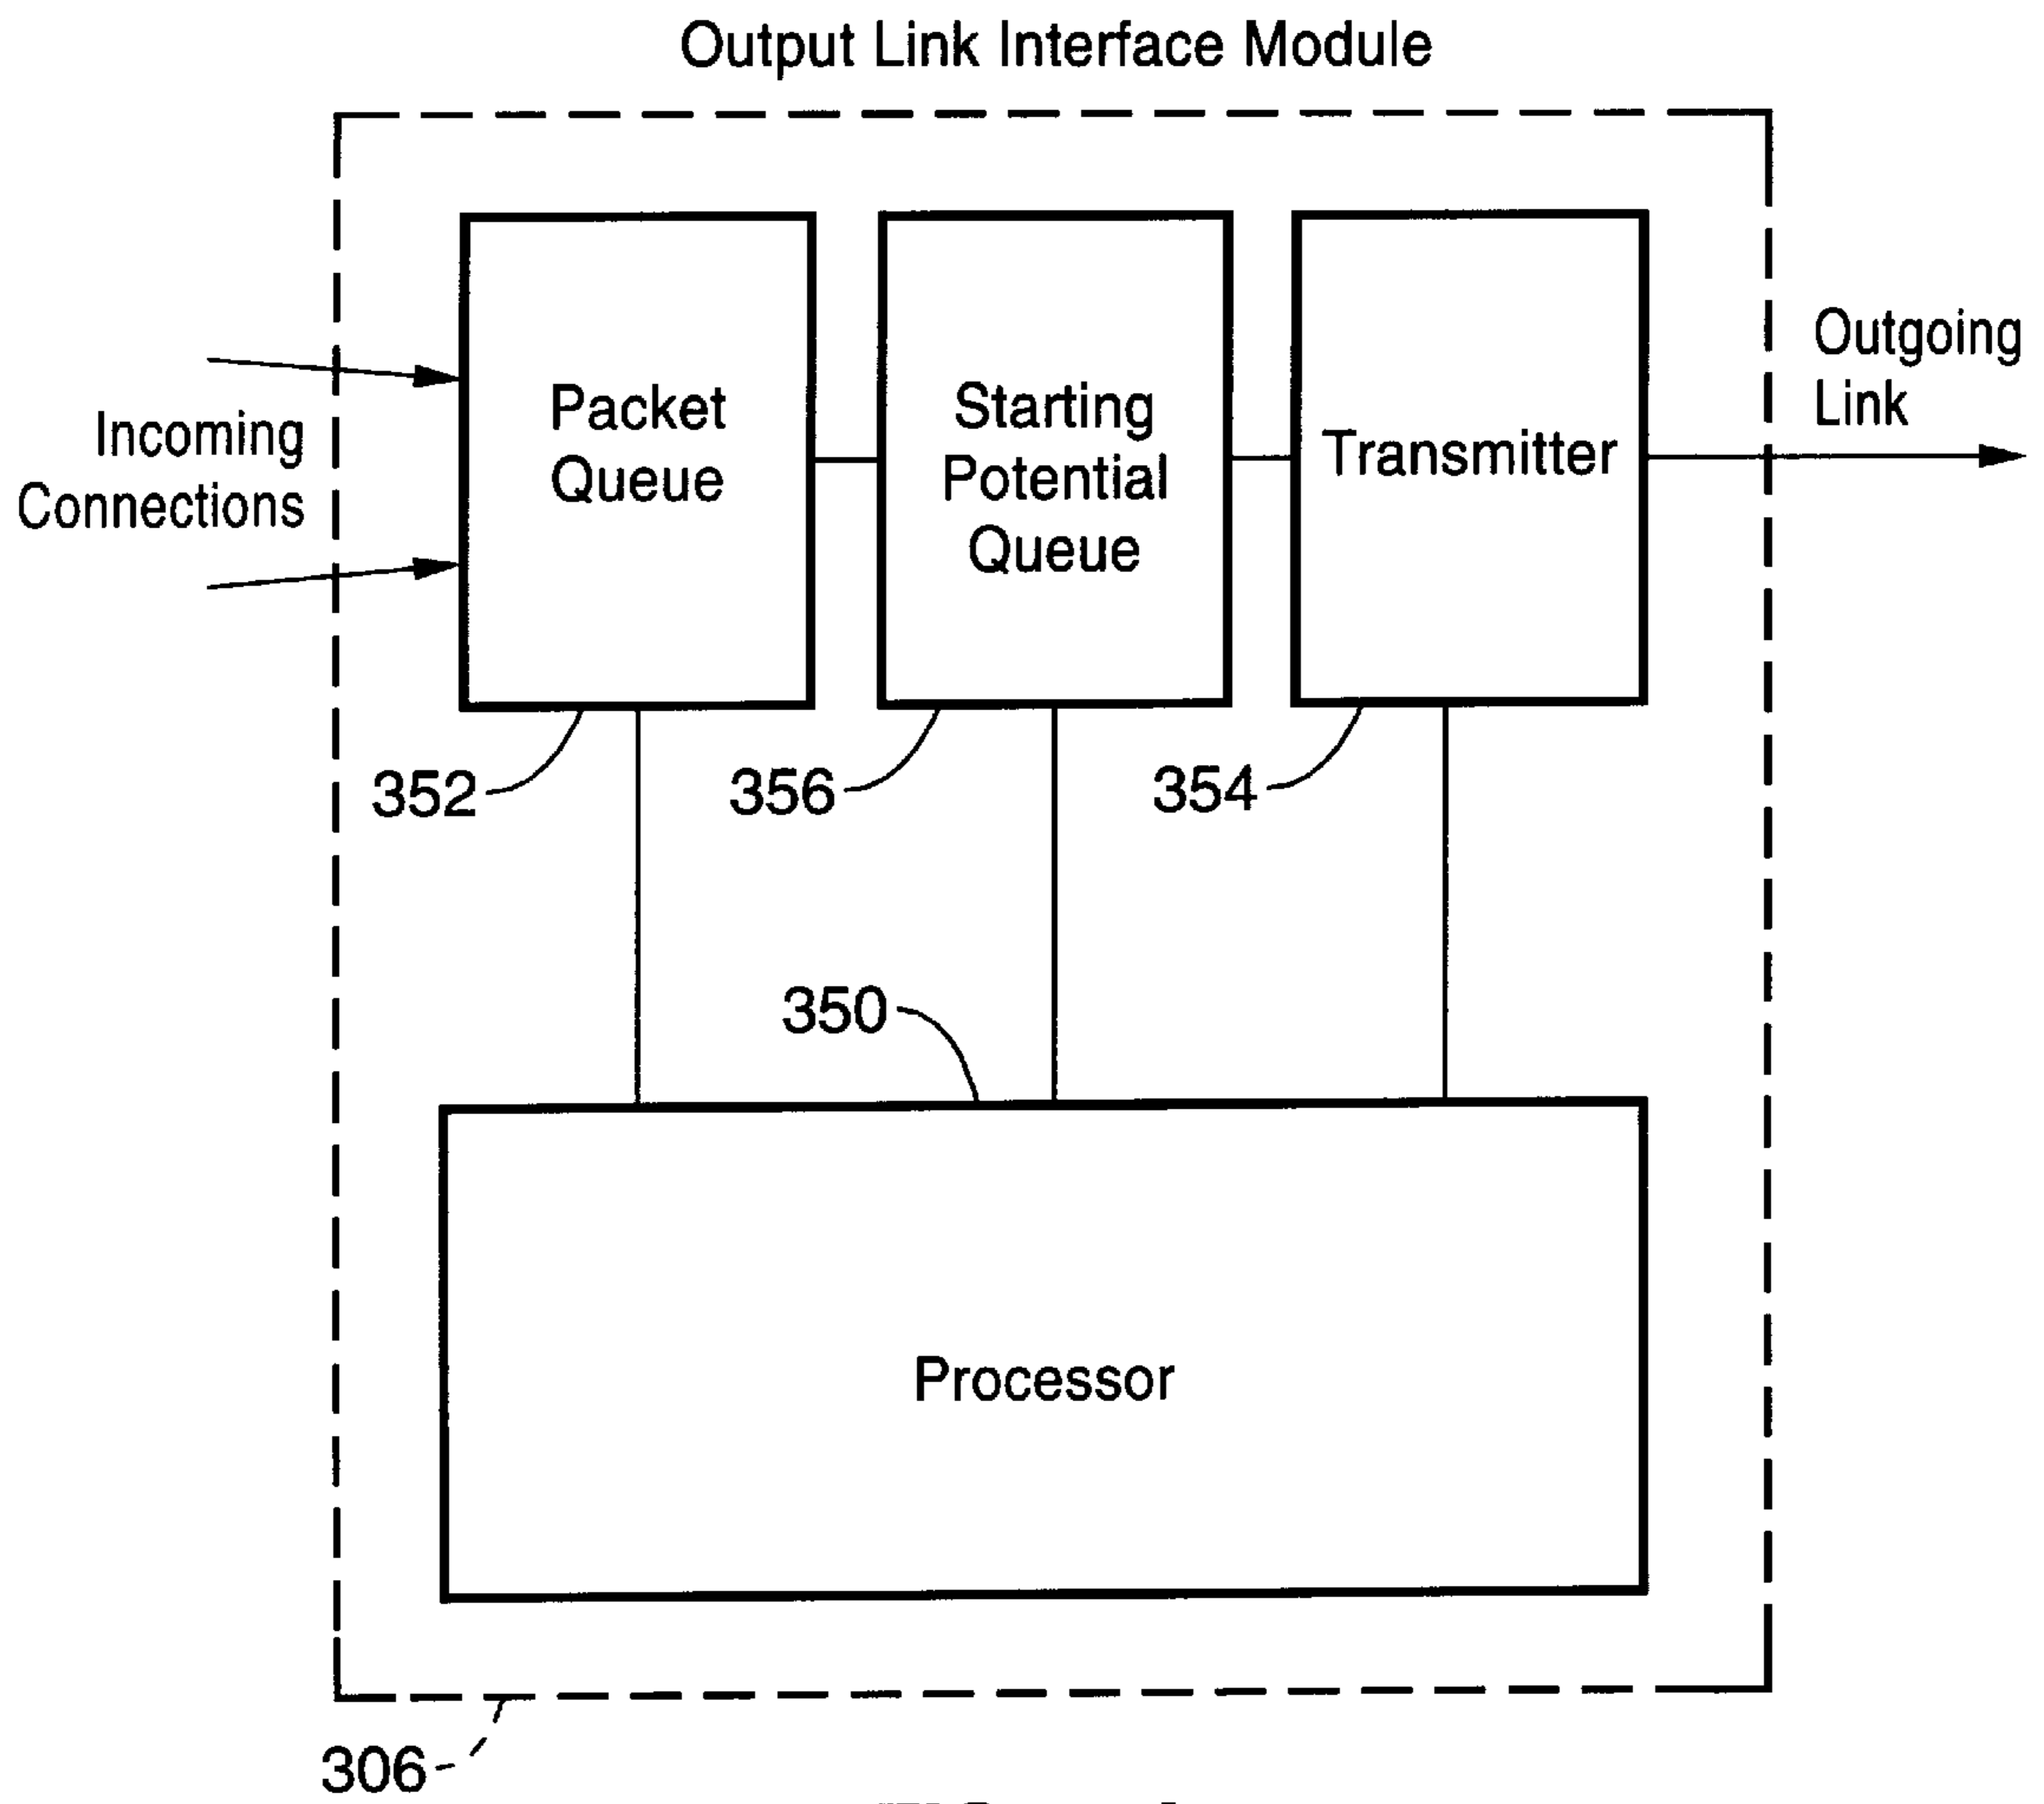 Output Link Interface Module
Incoming
Connections
Packet
Queue
Starting
Potential
Queue
Transmitter
Outgoing
Link
352
356
354
350
Processor
306